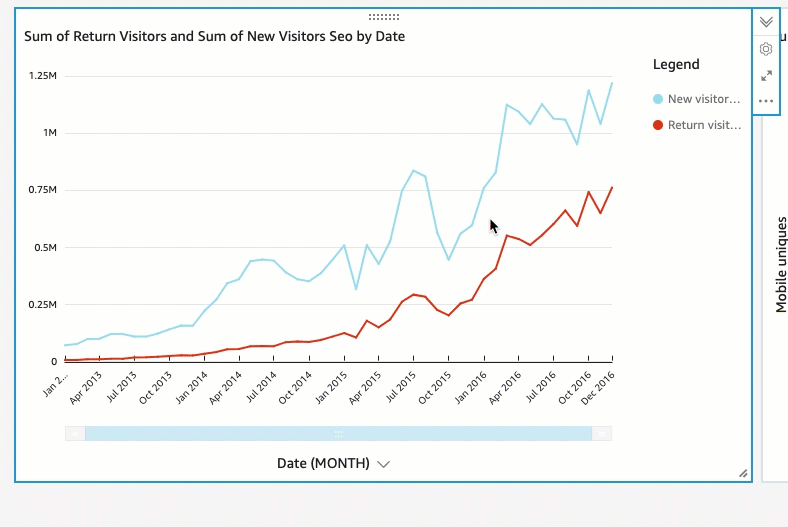 Sum of Return Visitors and Sum of New Visitors Seo by Date
Legend
New visitor...
Return visit...
1.25M
1M
0.75M
0.5M
0.25M
0
Jan 2...
Apr 2013
Jul 2013
Oct 2013
Jan 2014
Apr 2014
Jul 2014
Oct 2014
Jan 2015
Apr 2015
Jul 2015
Oct 2015
Jan 2016
Apr 2016
Jul 2016
Oct 2016
Dec 2016
Date (MONTH)
Mobile uniques